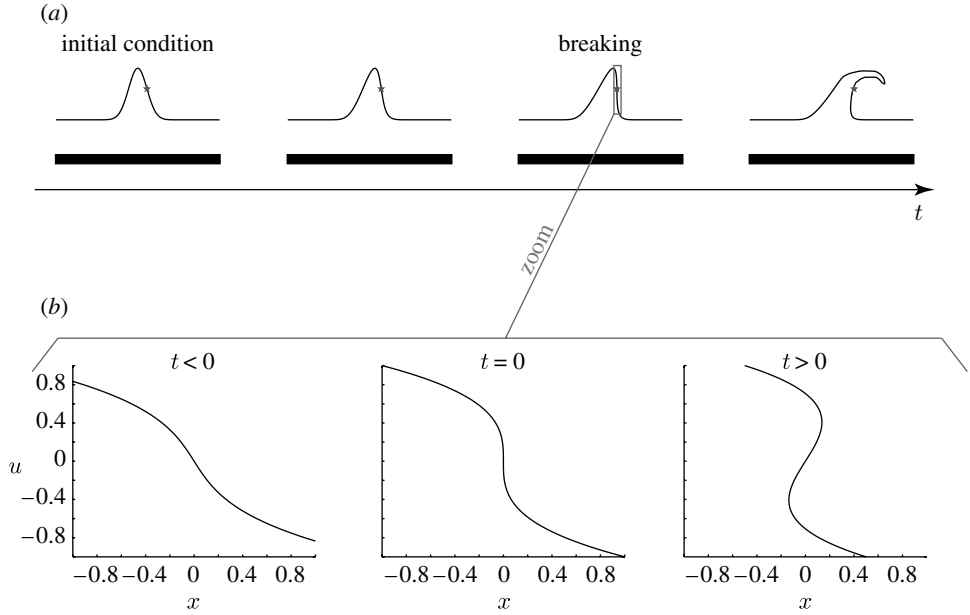 (a)
initial condition
breaking
t
zoom
(b)
t < 0
t = 0
t > 0
u
0.8
0.4
0
−0.4
−0.8
−0.8 −0.4 0 0.4 0.8
−0.8 −0.4 0 0.4 0.8
−0.8 −0.4 0 0.4 0.8
x
x
x